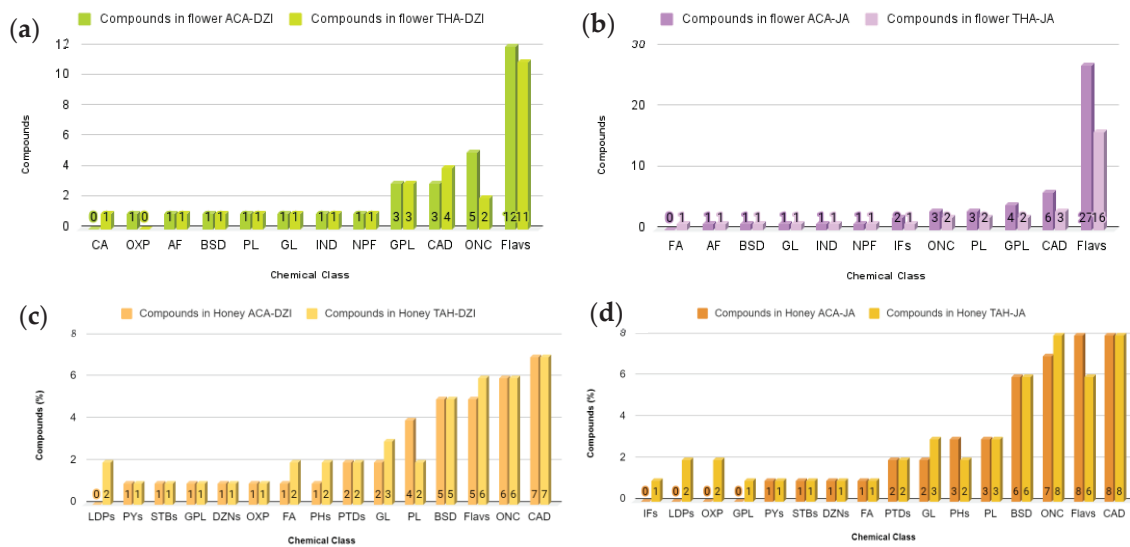 (a)
Compounds in flower ACA-DZI
Compounds in flower THA-DZI
12
10
8
6
4
2
0
Compounds
0 1 1 0 1 1 1 1 1 1 1 1 1 1 1 1 3 3 3 4 5 2 12 11
CA OXP AF BSD PL GL IND NPF GPL CAD ONC Flavs
Chemical Class
(b)
Compounds in flower ACA-JA
Compounds in flower THA-JA
30
20
10
0
Compounds
0 1 1 1 1 1 1 1 1 1 1 1 2 1 3 2 3 2 4 2 6 3 27 16
FA AF BSD GL IND NPF IFs ONC PL GPL CAD Flavs
Chemical Class
(c)
Compounds in Honey ACA-DZI
Compounds in Honey TAH-DZI
8
6
4
2
0
Compounds (%)
0 2 1 1 1 1 1 1 1 1 1 1 1 2 1 2 2 2 2 3 4 2 5 5 5 6 6 6 7 7
LDPs PYs STBs GPL DZNs OXP FA PHs PTDs GL PL BSD Flavs ONC CAD
Chemical Class
(d)
Compounds in Honey ACA-JA
Compounds in Honey TAH-JA
8
6
4
2
0
Compounds (%)
0 1 0 2 0 2 0 1 1 1 1 1 1 1 1 1 2 2 2 3 3 2 3 3 6 6 7 8 8 6 8 8
IFs LDPs OXP GPL PYs STBs DZNs FA PTDs GL PHs PL BSD ONC Flavs CAD
Chemical Class